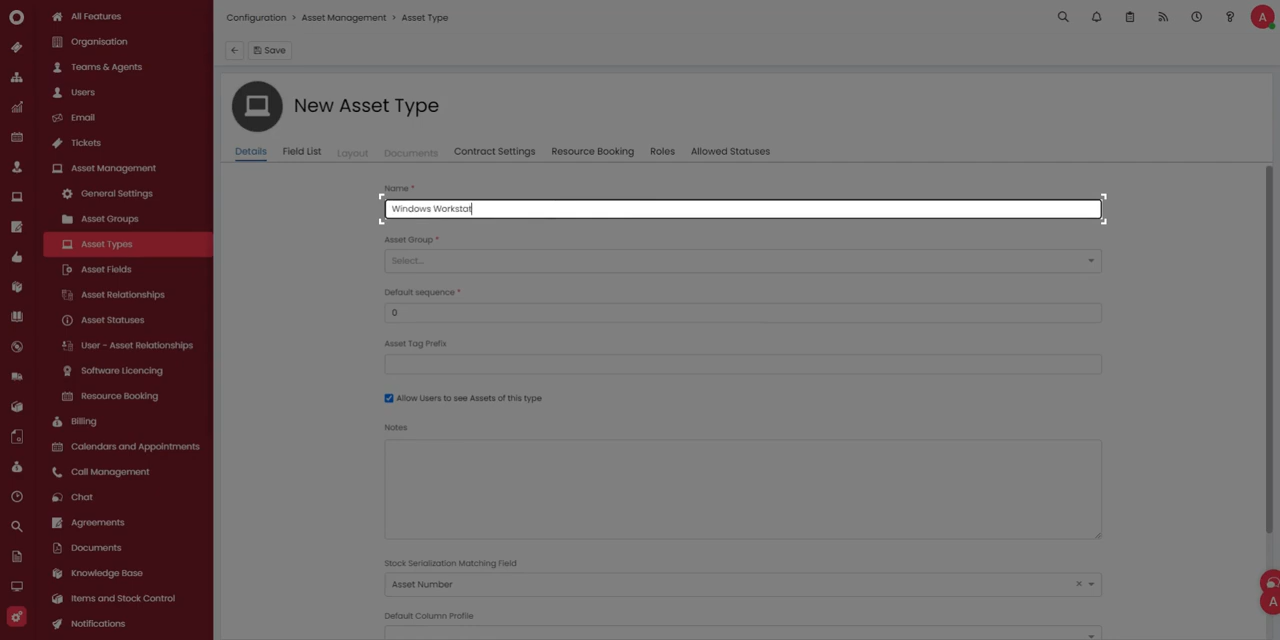 All Features
Organisation
Teams & Agents
Users
Email
Tickets
Asset Management
General Settings
Asset Groups
Asset Types
Asset Fields
Asset Relationships
Asset Statuses
User - Asset Relationships
Software Licencing
Resource Booking
Billing
Calendars and Appointments
Call Management
Chat
Agreements
Documents
Knowledge Base
Items and Stock Control
Notifications
Configuration > Asset Management > Asset Type
A
Save
New Asset Type
Details Field List Layout Documents Contract Settings Resource Booking Roles Allowed Statuses
Name *
Windows Workstat
Asset Group *
Select...
Default sequence *
0
Asset Tag Prefix
Allow Users to see Assets of this type
Notes
Stock Serialization Matching Field
Asset Number
Default Column Profile
A